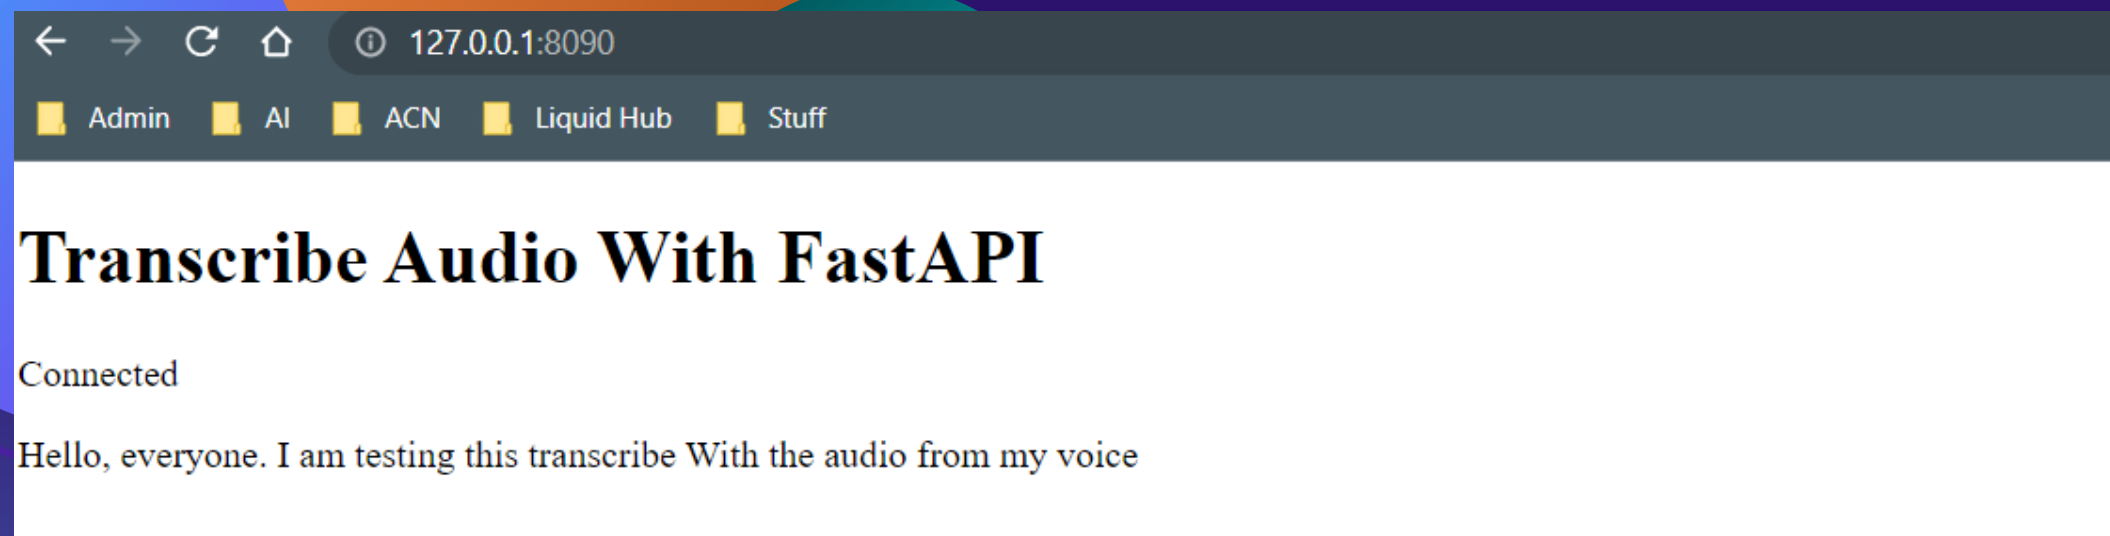 127.0.0.1:8090
Admin AI ACN Liquid Hub Stuff
Transcribe Audio With FastAPI
Connected
Hello, everyone. I am testing this transcribe With the audio from my voice